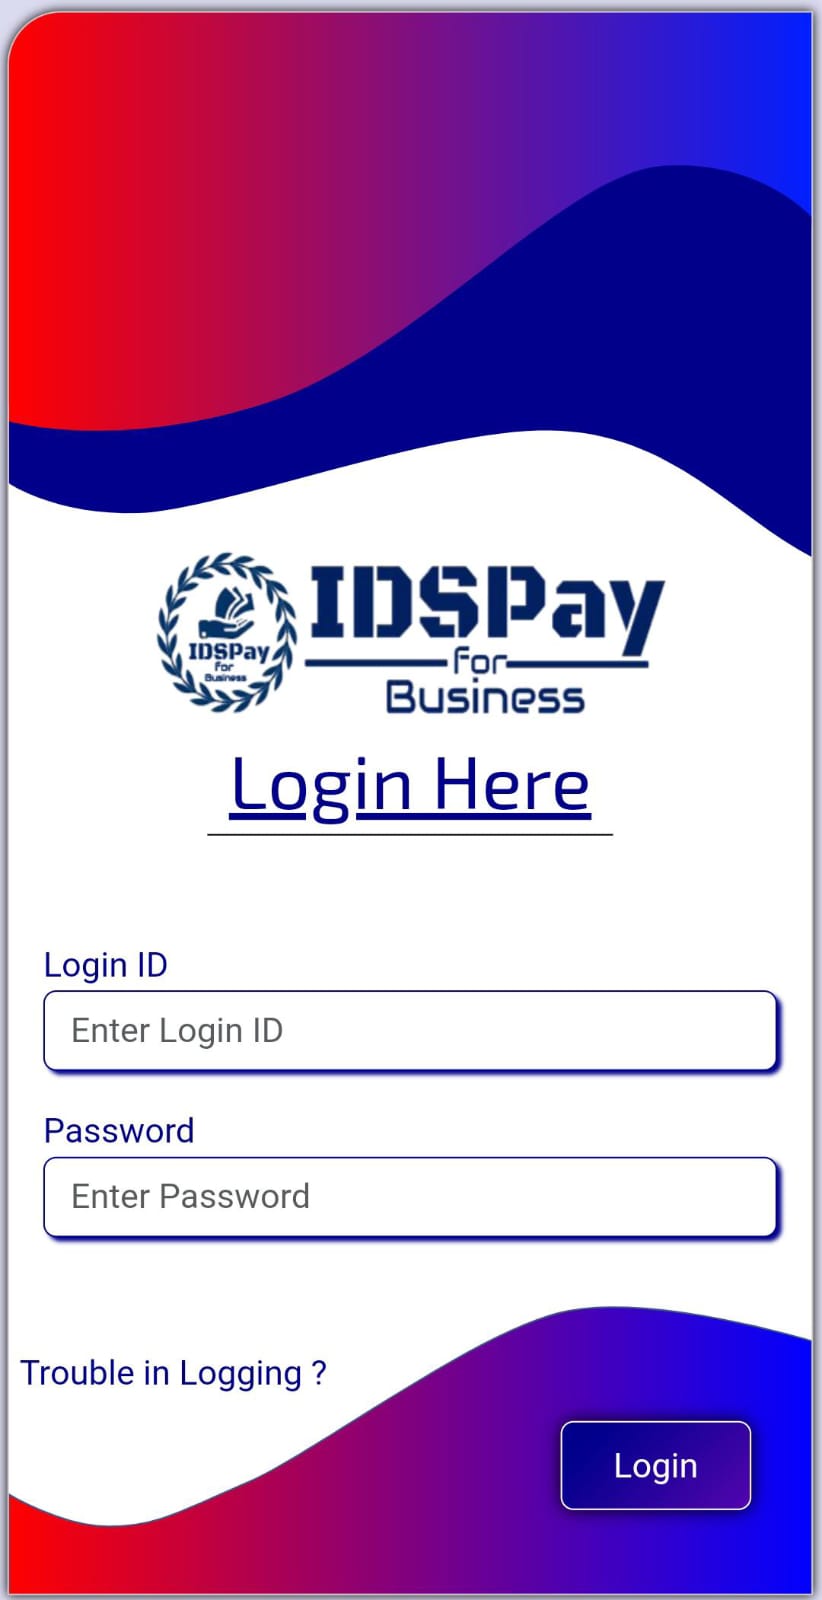 IDSPay
for
Business
IDSPay
for
Business
Login Here
Login ID
Enter Login ID
Password
Enter Password
Trouble in Logging ?
Login